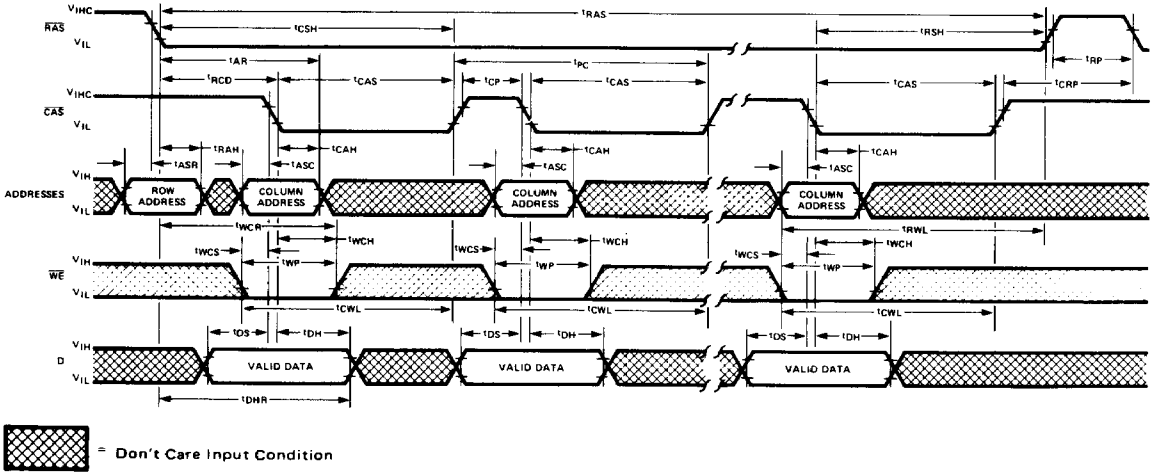 VIHC
RAS
VIL
tRAS
tCSH
tRSH
tAR
tPC
tRP
tRCD
tCAS
tCP
tCAS
tCAS
tCRP
VIHC
CAS
VIL
tRAH
tCAH
tCAH
tCAH
tASR
tASC
tASC
tASC
VIH
ADDRESSES
VIL
ROW ADDRESS
COLUMN ADDRESS
COLUMN ADDRESS
COLUMN ADDRESS
tWCR
tRWL
tWCH
tWCH
tWCH
tWCS
tWCS
tWCS
VIH
WE
VIL
tWP
tWP
tWP
tCWL
tCWL
tCWL
tDS
tDH
tDS
tDH
tDS
tDH
VIH
D
VIL
VALID DATA
VALID DATA
VALID DATA
tDHR
= Don't Care Input Condition